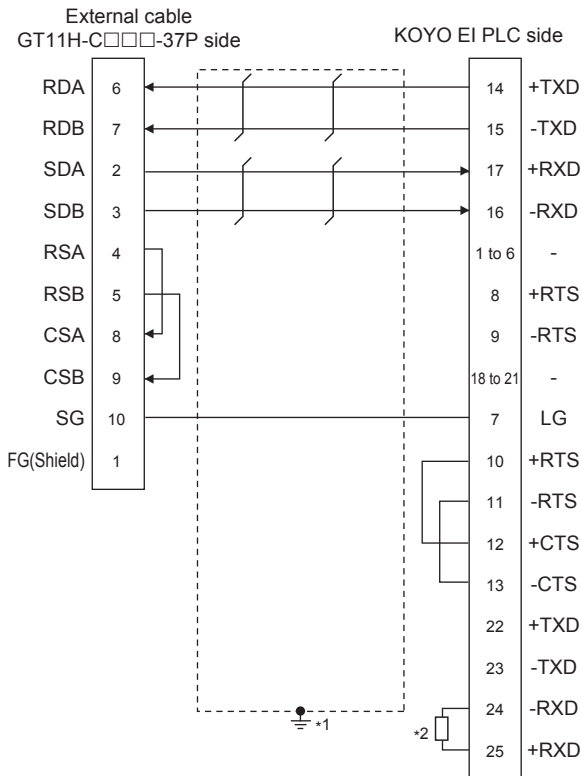 External cable
GT11H-C□□□-37P side
KOYO EI PLC side
RDA 6 14 +TXD
RDB 7 15 -TXD
SDA 2 17 +RXD
SDB 3 16 -RXD
RSA 4 1 to 6 -
RSB 5 8 +RTS
CSA 8 9 -RTS
CSB 9 18 to 21 -
SG 10 7 LG
FG(Shield) 1 10 +RTS
11 -RTS
12 +CTS
13 -CTS
22 +TXD
23 -TXD
*1 *2 24 -RXD
25 +RXD